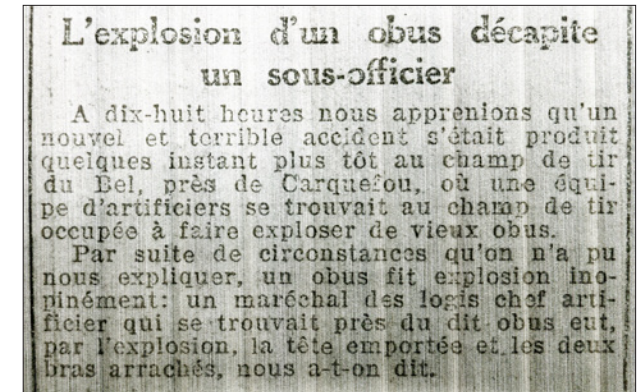 L'explosion d'un obus décapite
un sous-officier
A dix-huit heures nous apprenions qu'un
nouvel et terrible accident s'était produit
quelques instant plus tôt au champ de tir
du Bel, près de Carquefou, où une équi-
pe d'artificiers se trouvait au champ de tir
occupée à faire exploser de vieux obus.
Par suite de circonstances qu'on n'a pu
nous expliquer, un obus fit explosion ino-
pinément: un maréchal des logis chef arti-
ficier qui se trouvait près du dit obus eut,
par l'explosion, la tête emportée et les deux
bras arrachés, nous a-t-on dit.